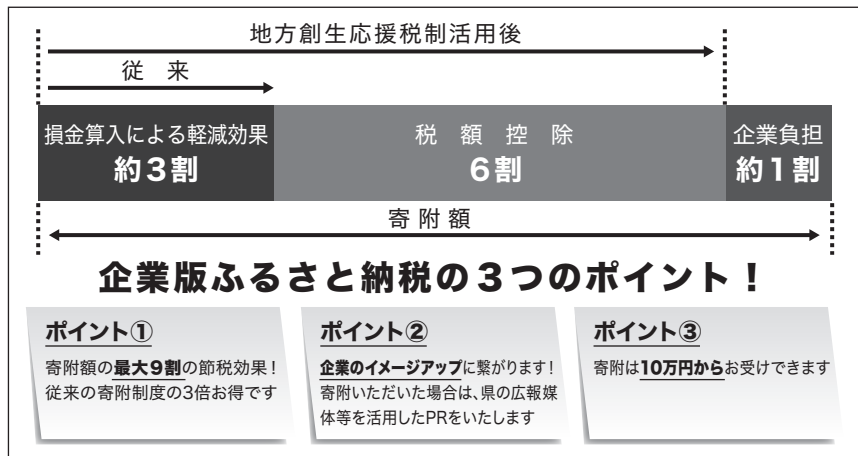 地方創生応援税制活用後
従来
損金算入による軽減効果
約3割
税額控除
6割
企業負担
約1割
寄附額
企業版ふるさと納税の3つのポイント！
ポイント①
寄附額の最大9割の節税効果！
従来の寄附制度の3倍お得です
ポイント②
企業のイメージアップに繋がります！
寄附いただいた場合は、県の広報媒
体等を活用したPRをいたします
ポイント③
寄附は10万円からお受けできます